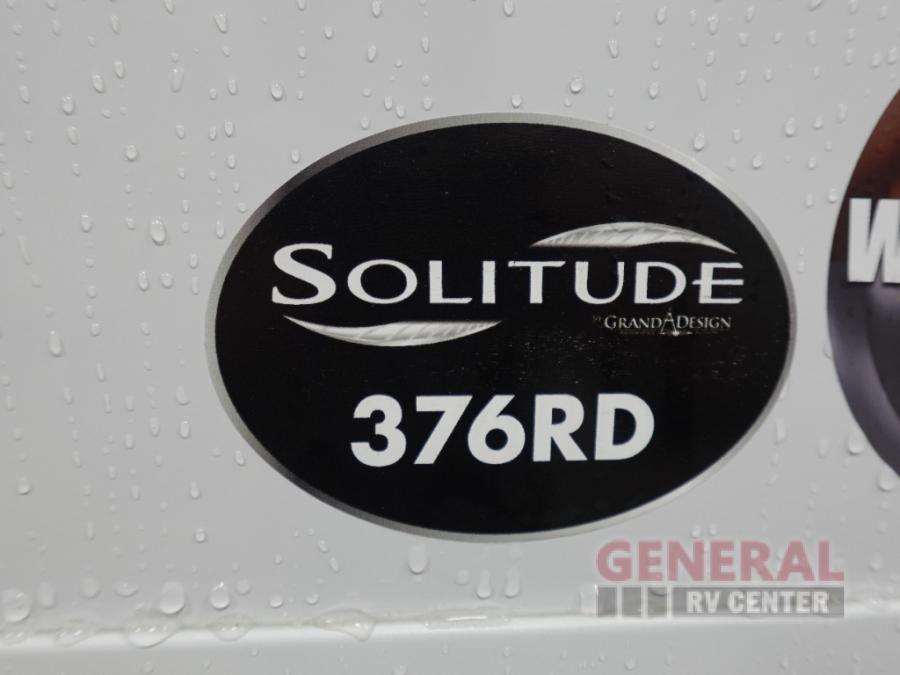 SOLITUDE
BY GRAND DESIGN
376RD
W
GENERAL
RV CENTER